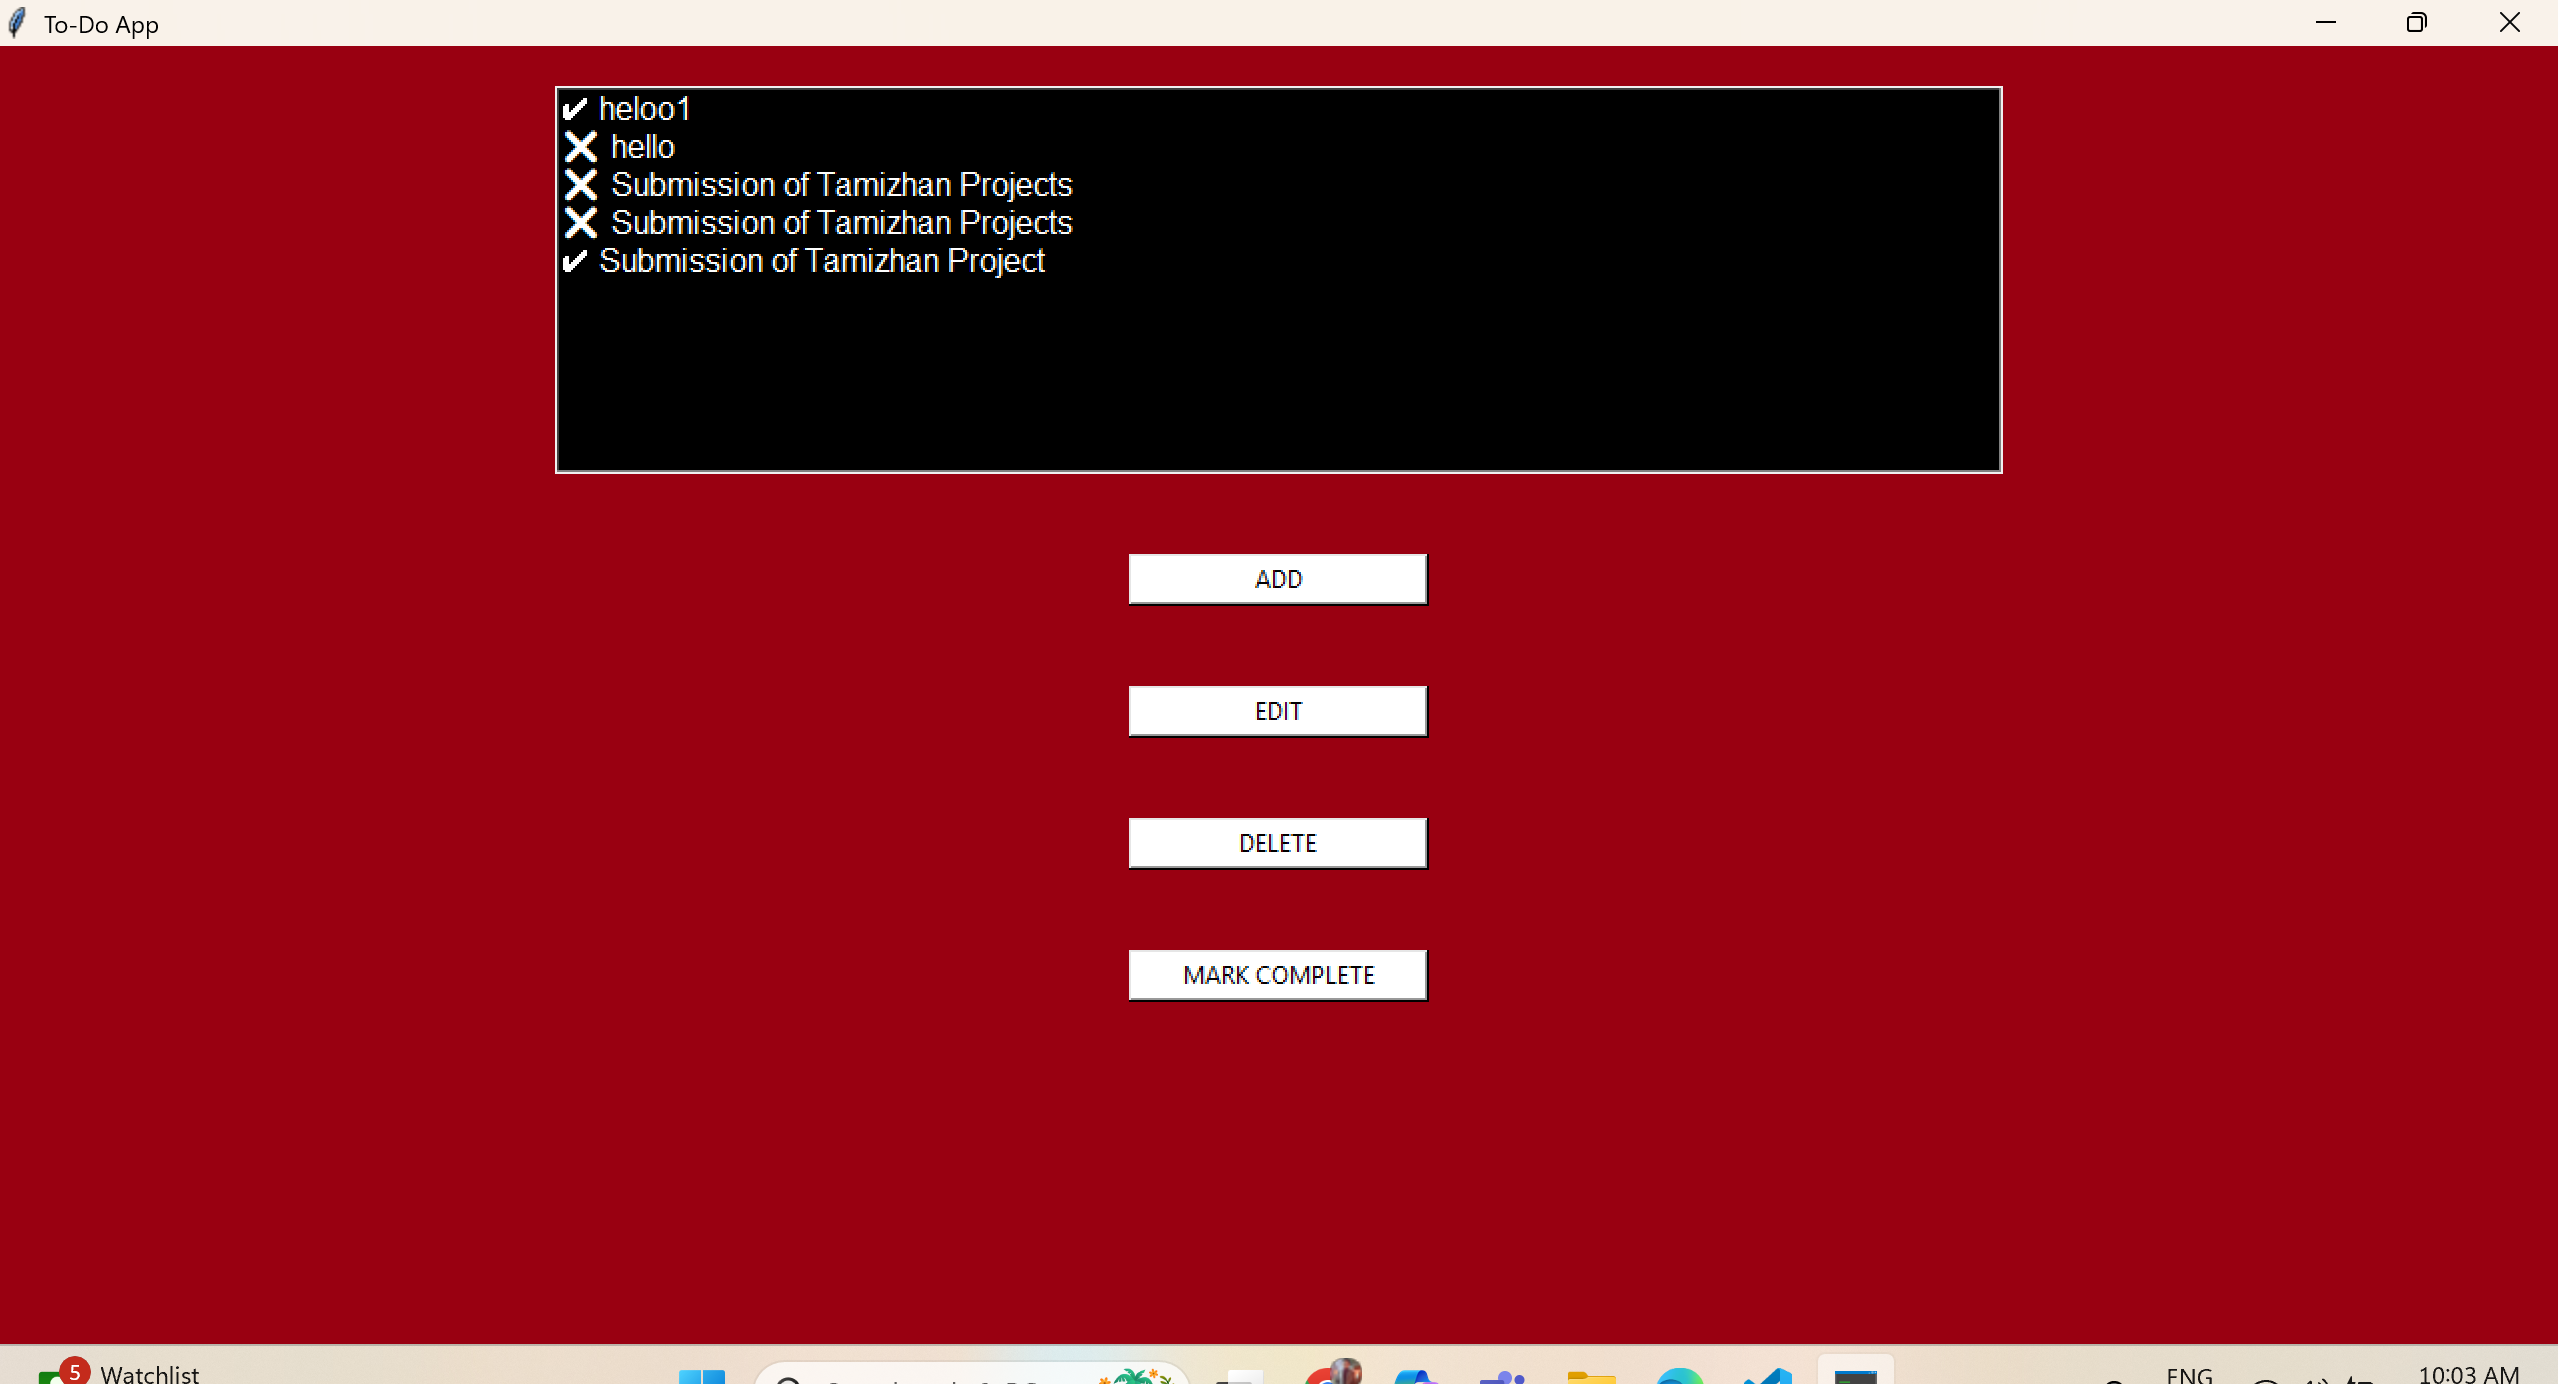 To-Do App
✔ heloo1
❌ hello
❌ Submission of Tamizhan Projects
❌ Submission of Tamizhan Projects
✔ Submission of Tamizhan Project
ADD
EDIT
DELETE
MARK COMPLETE
5
Watchlist
ENG
10:03 AM